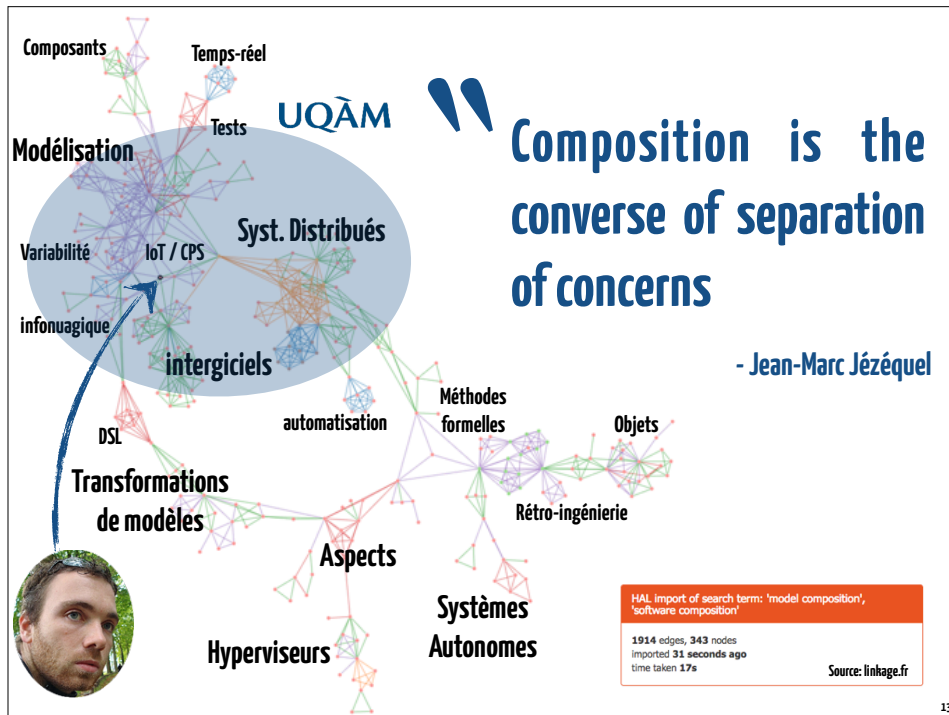 Composants
Temps-réel
UQÀM
Tests
Modélisation
Syst. Distribués
Variabilité
IoT / CPS
infonuagique
intergiciels
automatisation
Méthodes
formelles
Objets
DSL
Transformations
de modèles
Rétro-ingénierie
Aspects
Systèmes
Autonomes
Hyperviseurs
"
Composition is the
converse of separation
of concerns
- Jean-Marc Jézéquel
HAL import of search term: 'model composition',
'software composition'
1914 edges, 343 nodes
imported 31 seconds ago
time taken 17s
Source: linkage.fr
13